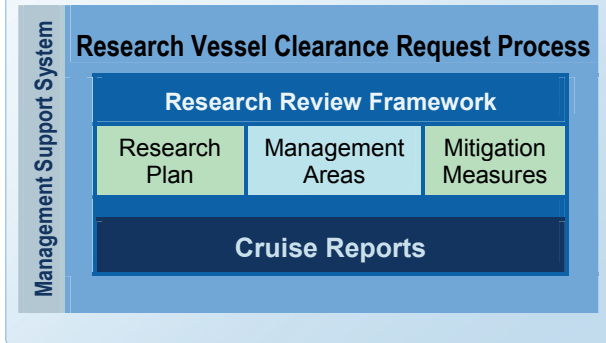 Management Support System
Research Vessel Clearance Request Process
Research Review Framework
Research
Plan
Management
Areas
Mitigation
Measures
Cruise Reports